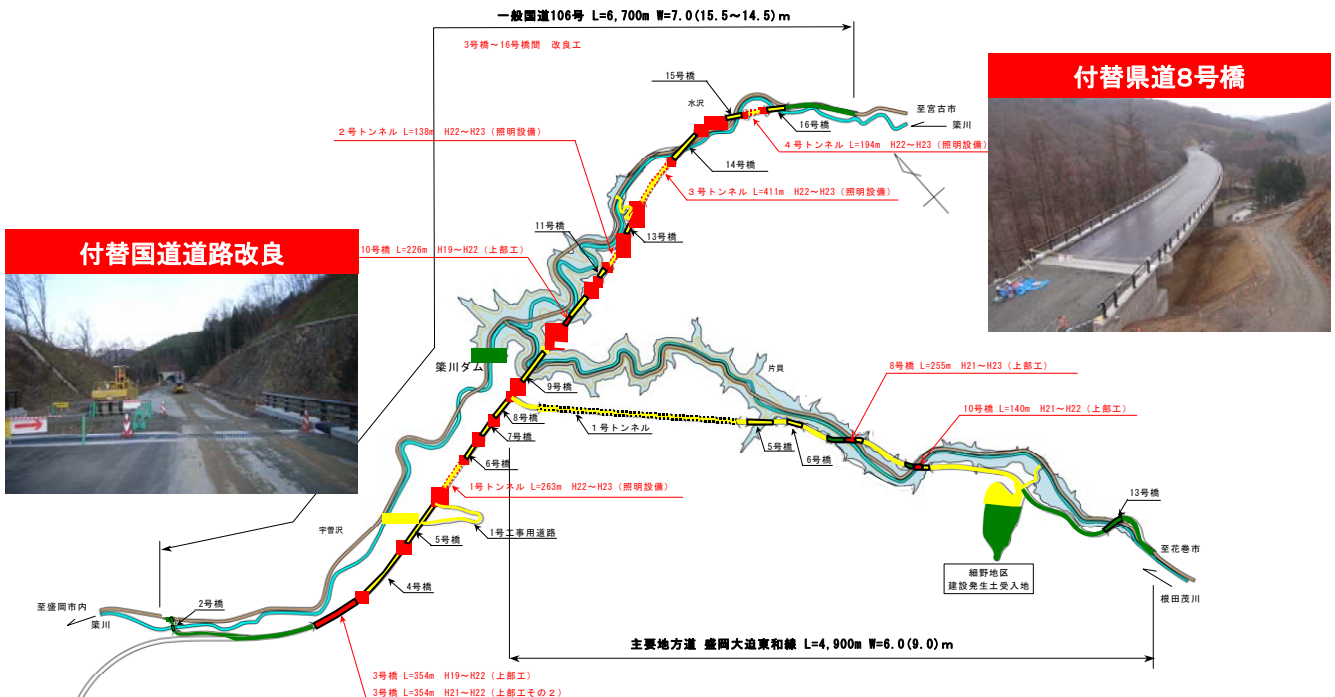 一般国道106号 L=6,700m W=7.0(15.5～14.5)m
3号橋～16号橋間 改良工
付替県道8号橋
15号橋
水沢
至宮古市
簗川
16号橋
2号トンネル L=138m H22～H23（照明設備）
4号トンネル L=194m H22～H23（照明設備）
14号橋
3号トンネル L=411m H22～H23（照明設備）
11号橋
13号橋
付替国道道路改良
10号橋 L=226m H19～H22（上部工）
簗川ダム
片貝
8号橋 L=255m H21～H23（上部工）
9号橋
10号橋 L=140m H21～H22（上部工）
8号橋
1号トンネル
7号橋
5号橋
6号橋
6号橋
1号トンネル L=263m H22～H23（照明設備）
13号橋
宇曽沢
1号工事用道路
5号橋
至花巻市
細野地区
建設発生土受入地
4号橋
根田茂川
至盛岡市内
2号橋
簗川
主要地方道 盛岡大迫東和線 L=4,900m W=6.0(9.0)m
3号橋 L=354m H19～H22（上部工）
3号橋 L=354m H21～H22（上部工その2）